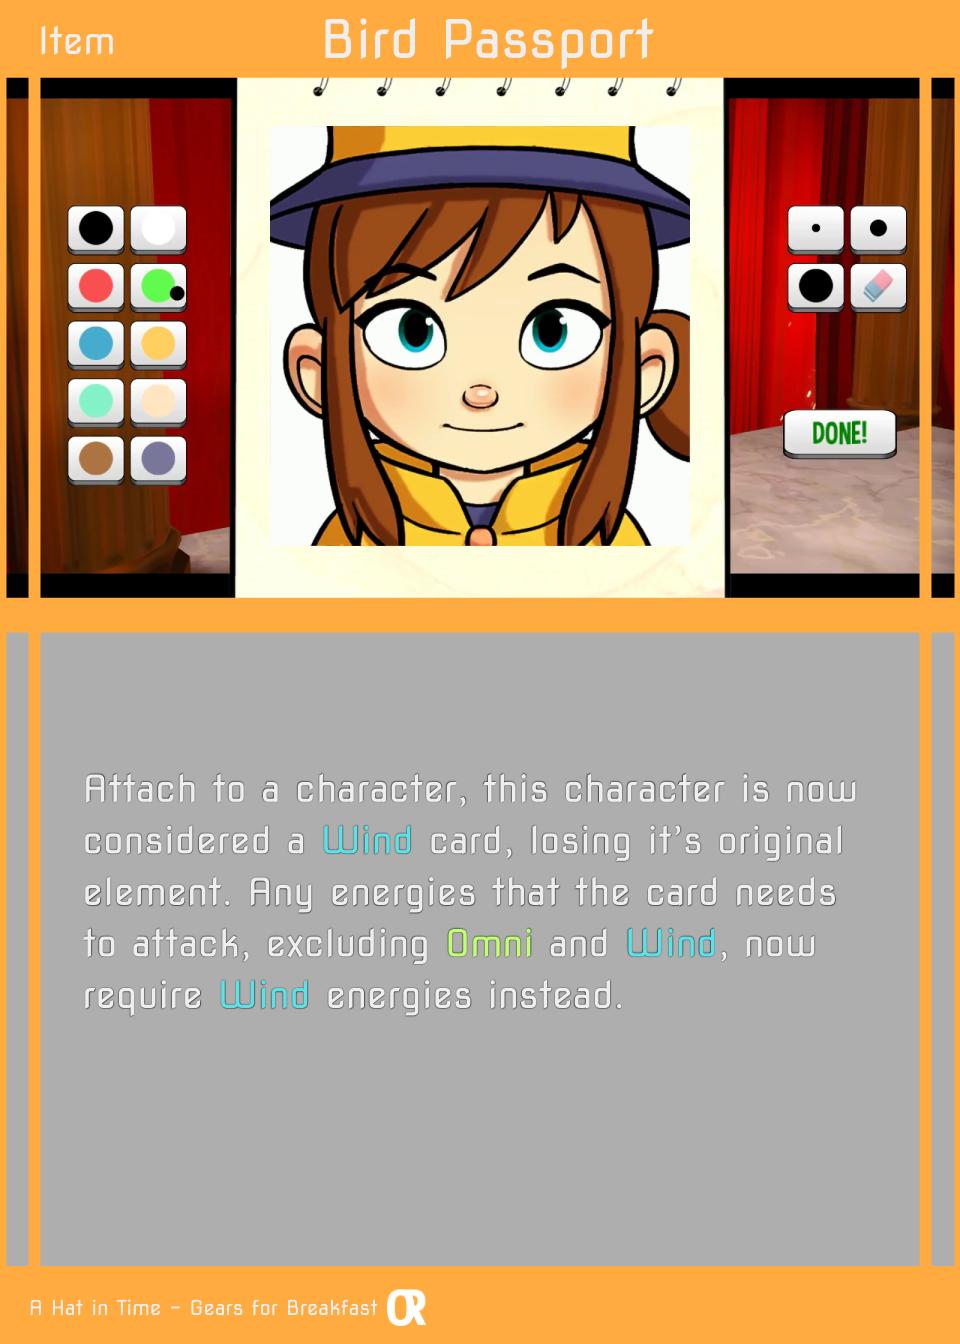 Item
Bird Passport
DONE!
Attach to a character, this character is now
considered a Wind card, losing it's original
element. Any energies that the card needs
to attack, excluding Omni and Wind, now
require Wind energies instead.
A Hat in Time - Gears for Breakfast OR